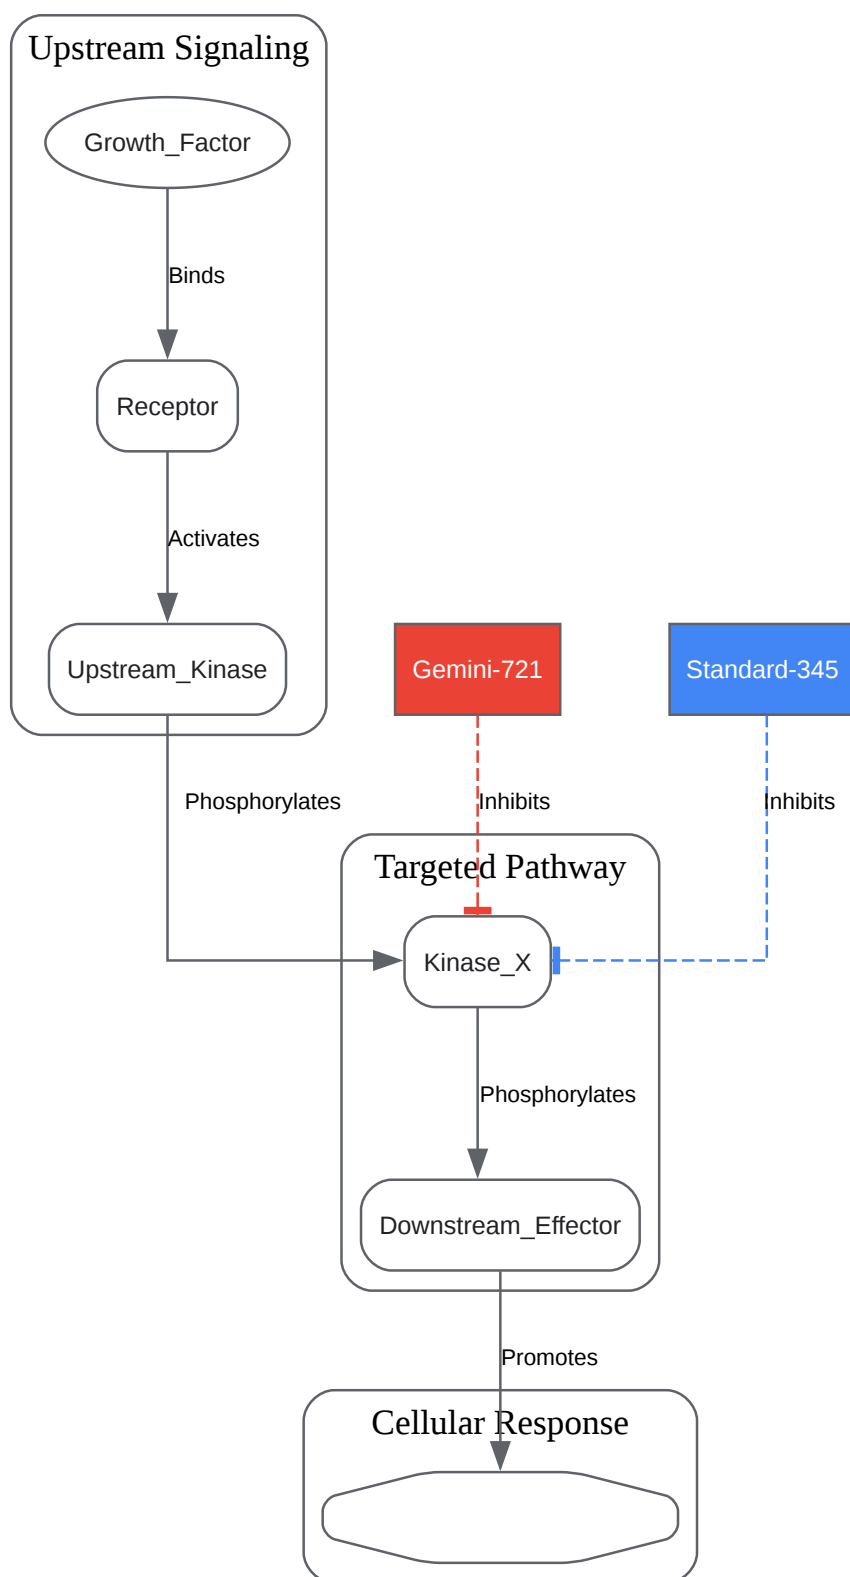 Upstream Signaling
Growth_Factor
Binds
Receptor
Activates
Upstream_Kinase
Gemini-721
Standard-345
Phosphorylates
Inhibits
Inhibits
Targeted Pathway
Kinase_X
Phosphorylates
Downstream_Effector
Promotes
Cellular Response